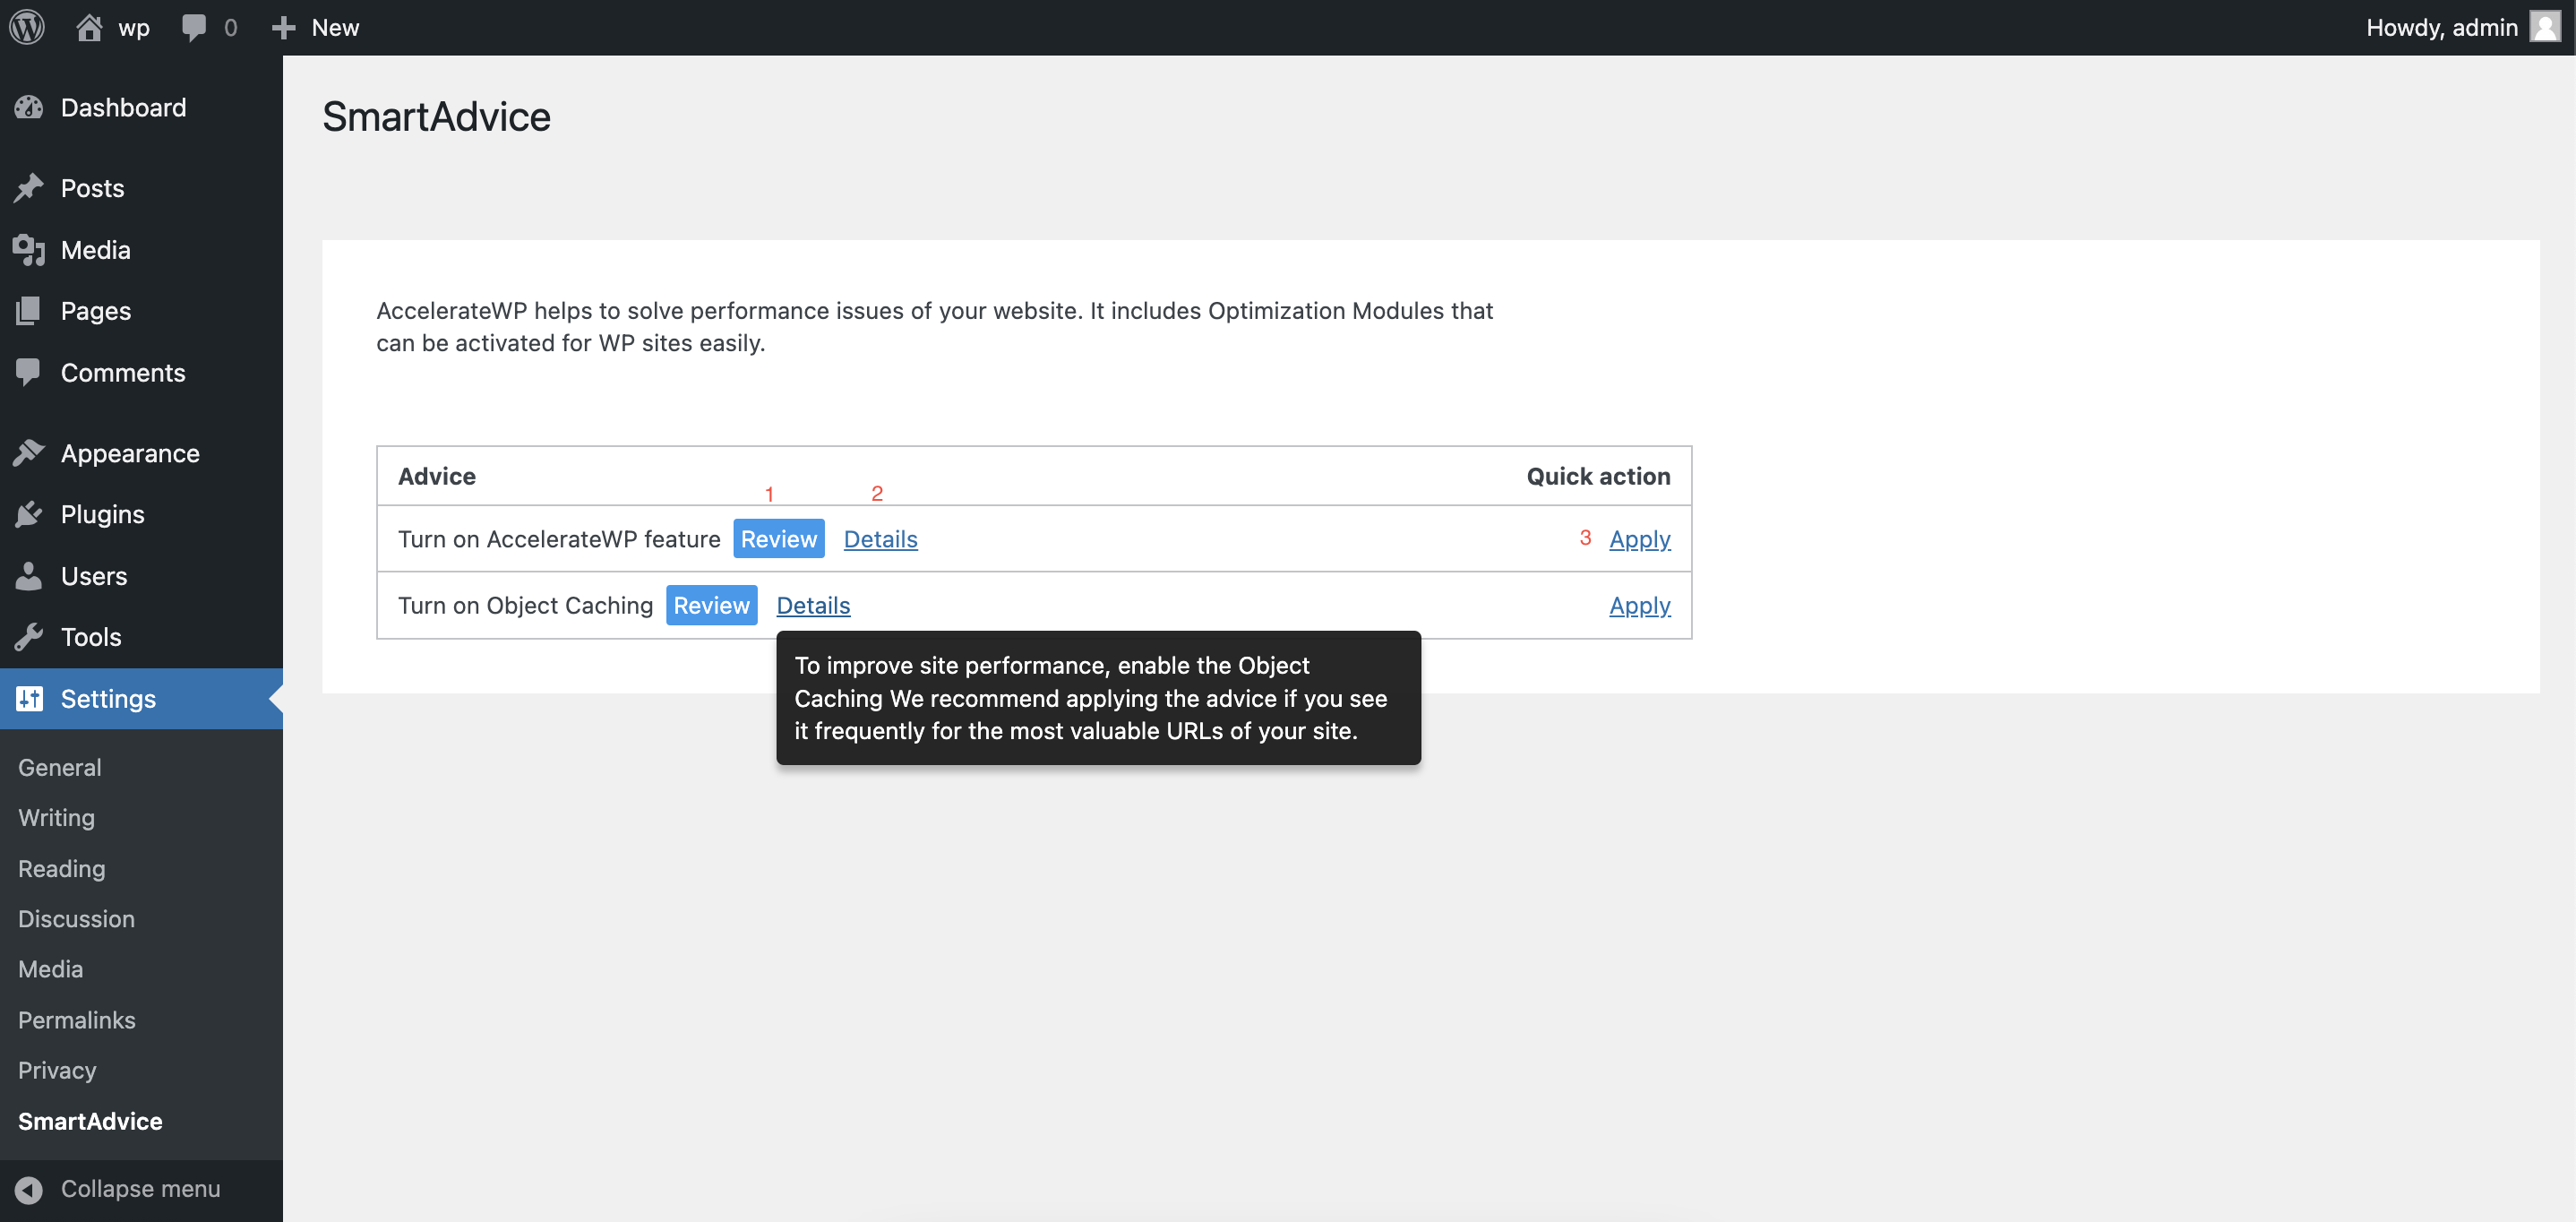 wp 0 New Howdy, admin
Dashboard
Posts
Media
Pages
Comments
Appearance
Plugins
Users
Tools
Settings
General
Writing
Reading
Discussion
Media
Permalinks
Privacy
SmartAdvice
Collapse menu
SmartAdvice
AccelerateWP helps to solve performance issues of your website. It includes Optimization Modules that
can be activated for WP sites easily.
Advice Quick action
1 2
Turn on AccelerateWP feature Review Details 3 Apply
Turn on Object Caching Review Details Apply
To improve site performance, enable the Object
Caching We recommend applying the advice if you see
it frequently for the most valuable URLs of your site.